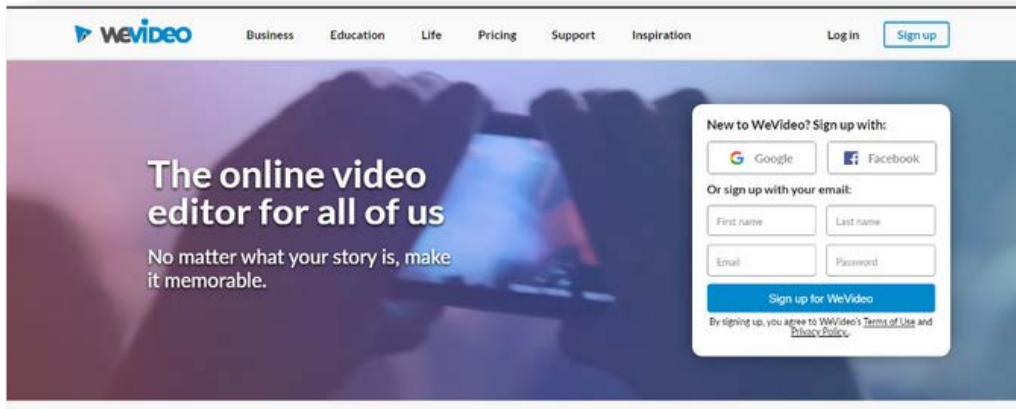 WeVIDEO
Business Education Life Pricing Support Inspiration Log in Sign up
The online video
editor for all of us
No matter what your story is, make
it memorable.
New to WeVideo? Sign up with:
Google Facebook
Or sign up with your email:
First name Last name
Email Password
Sign up for WeVideo
By signing up, you agree to WeVideo's Terms of Use and
Privacy Policy.